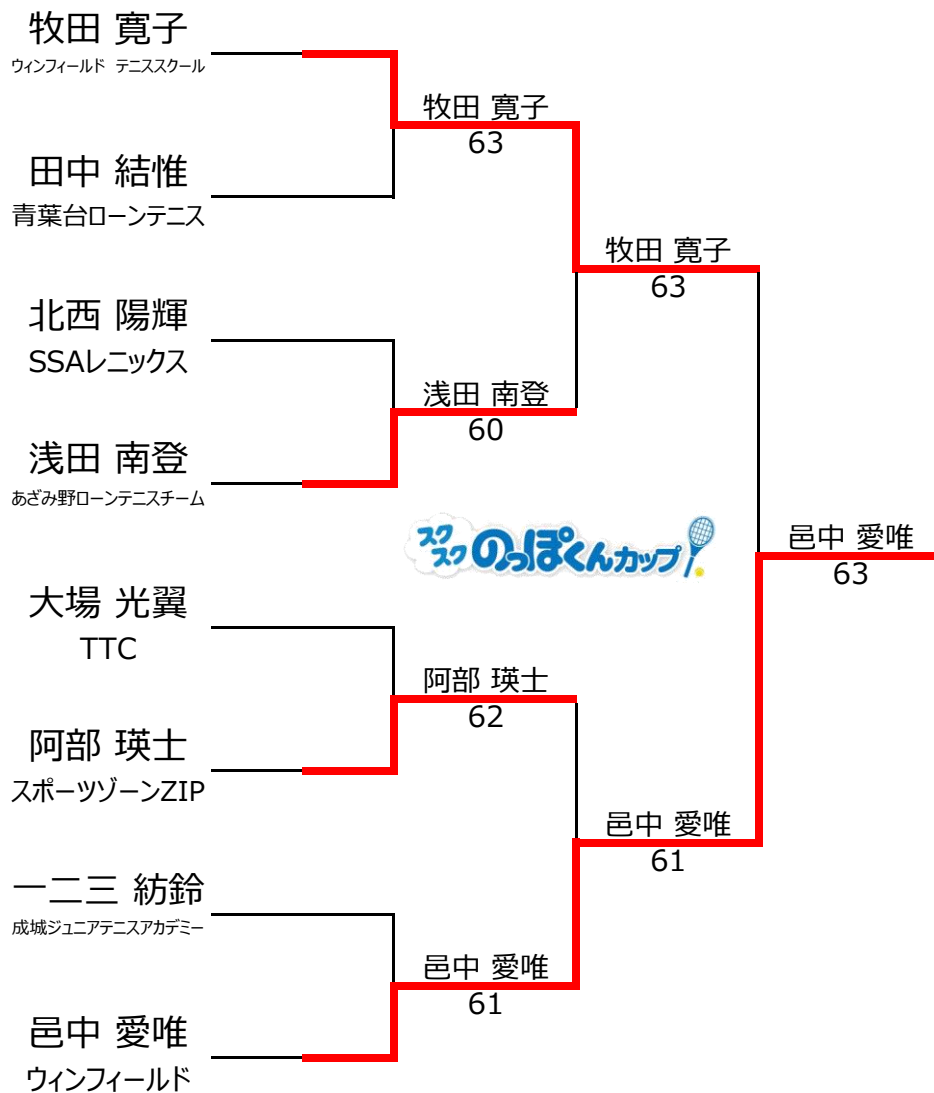 牧田 寛子
ウィンフィールド テニススクール
牧田 寛子
63
田中 結惟
青葉台ローンテニス
牧田 寛子
63
北西 陽輝
SSAレニックス
浅田 南登
60
浅田 南登
あざみ野ローンテニスチーム
スクスク のっぽくんカップ
邑中 愛唯
63
大場 光翼
TTC
阿部 瑛士
62
阿部 瑛士
スポーツゾーンZIP
邑中 愛唯
61
一二三 紡鈴
成城ジュニアテニスアカデミー
邑中 愛唯
61
邑中 愛唯
ウィンフィールド